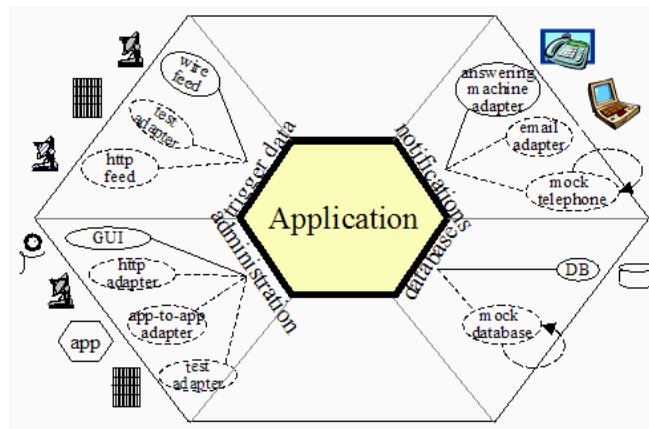 wire
feed
test
adapter
http
feed
trigger data
answering
machine
adapter
email
adapter
mock
telephone
notifications
Application
administration
GUI
http
adapter
app-to-app
adapter
test
adapter
app
databases
DB
mock
database